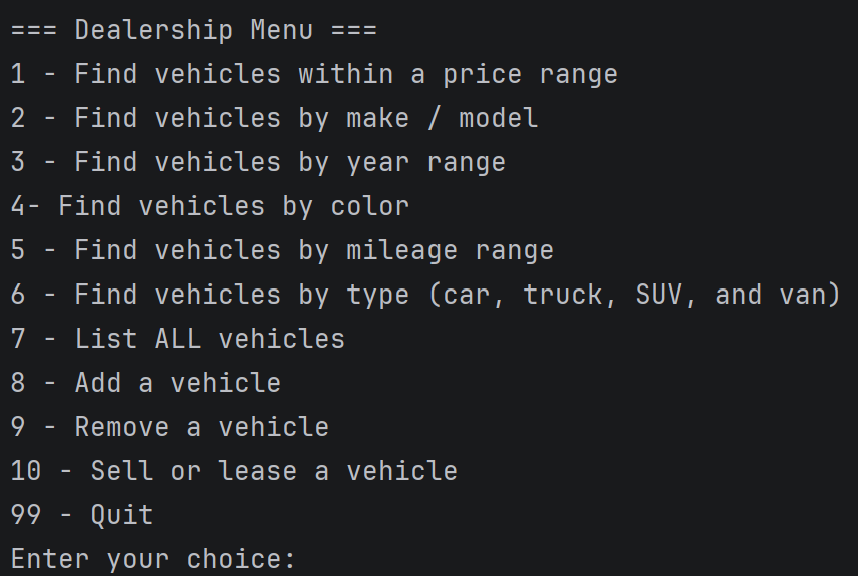 === Dealership Menu ===
1 - Find vehicles within a price range
2 - Find vehicles by make / model
3 - Find vehicles by year range
4- Find vehicles by color
5 - Find vehicles by mileage range
6 - Find vehicles by type (car, truck, SUV, and van)
7 - List ALL vehicles
8 - Add a vehicle
9 - Remove a vehicle
10 - Sell or lease a vehicle
99 - Quit
Enter your choice: